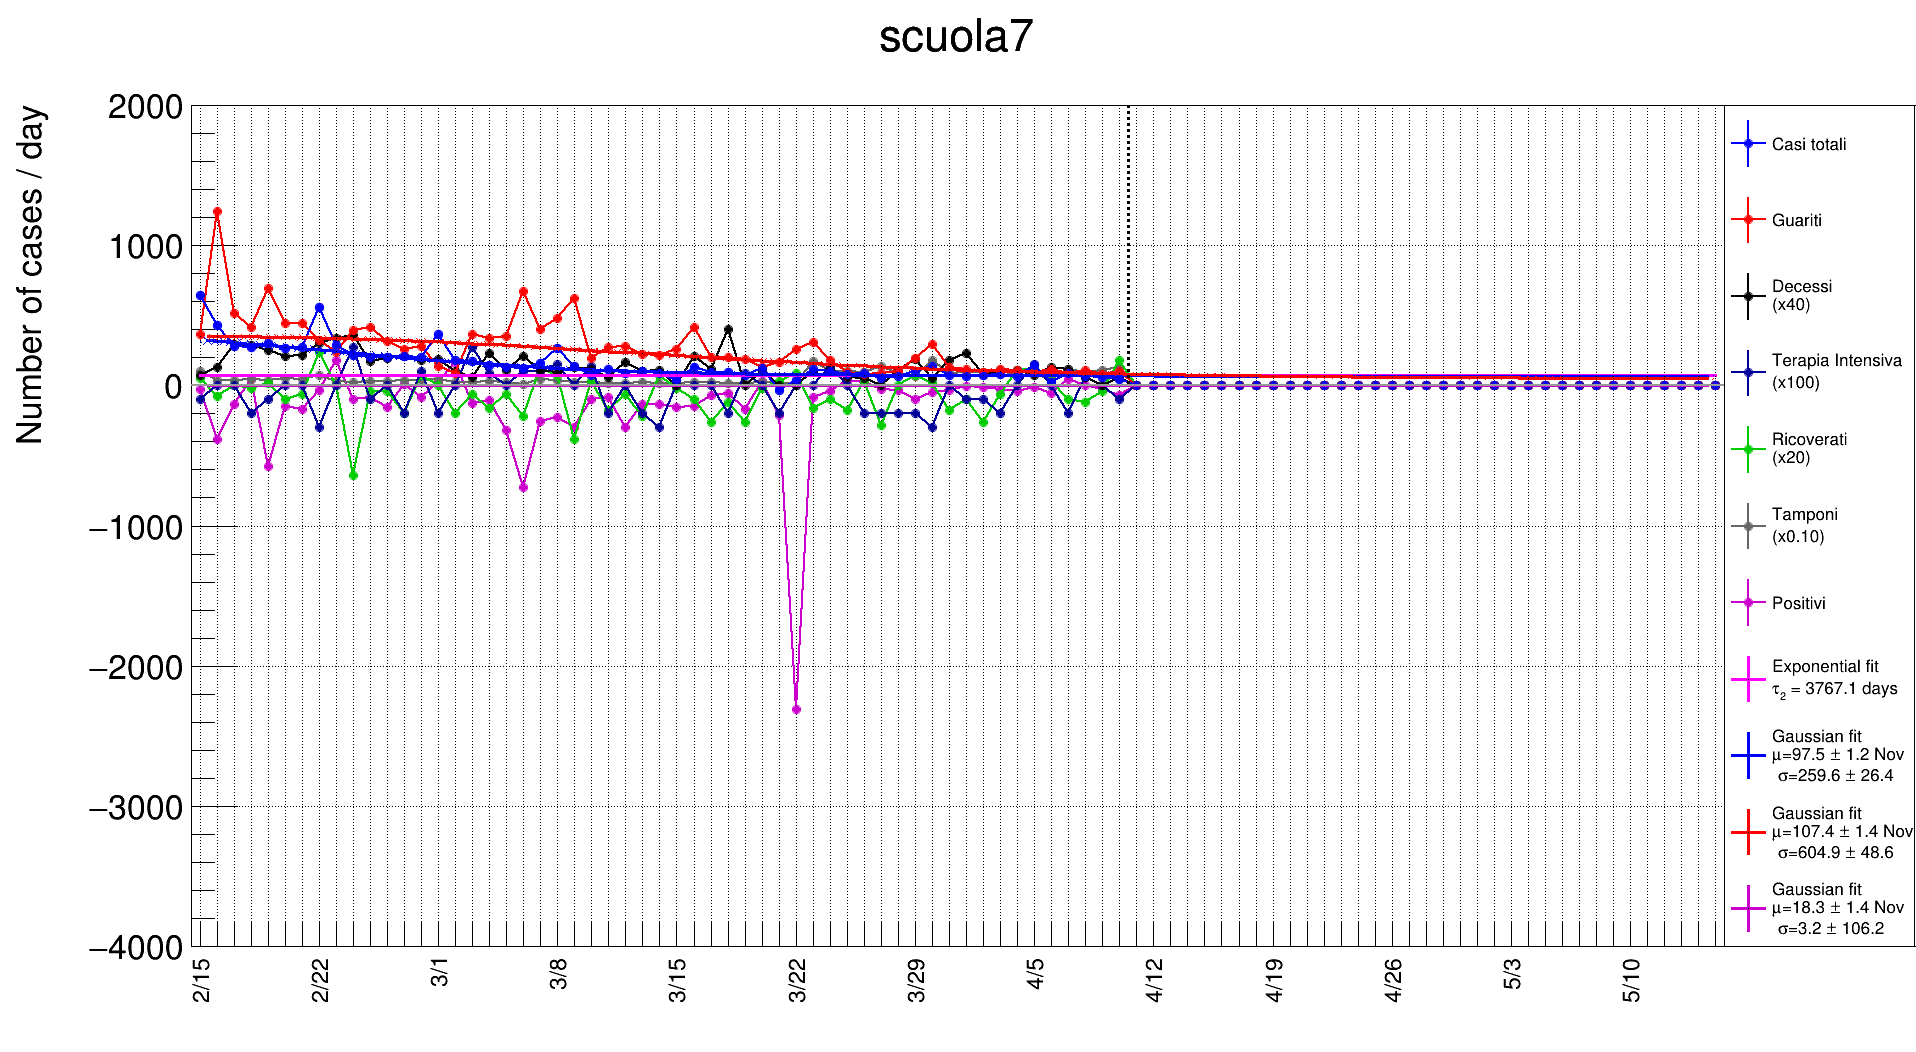 scuola7
Number of cases / day
2000
1000
0
−1000
−2000
−3000
−4000
2/15
2/22
3/1
3/8
3/15
3/22
3/29
4/5
4/12
4/19
4/26
5/3
5/10
Casi totali
Guariti
Decessi
(x40)
Terapia Intensiva
(x100)
Ricoverati
(x20)
Tamponi
(x0.10)
Positivi
Exponential fit
τ₂ = 3767.1 days
Gaussian fit
μ=97.5 ± 1.2 Nov
σ=259.6 ± 26.4
Gaussian fit
μ=107.4 ± 1.4 Nov
σ=604.9 ± 48.6
Gaussian fit
μ=18.3 ± 1.4 Nov
σ=3.2 ± 106.2